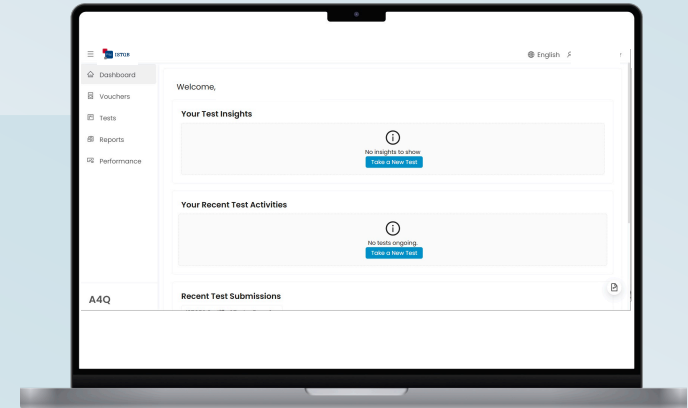 ISTQB
English
Dashboard
Vouchers
Tests
Reports
Performance
A4Q
Welcome,
Your Test Insights
No insights to show
Take a New Test
Your Recent Test Activities
No tests ongoing.
Take a New Test
Recent Test Submissions